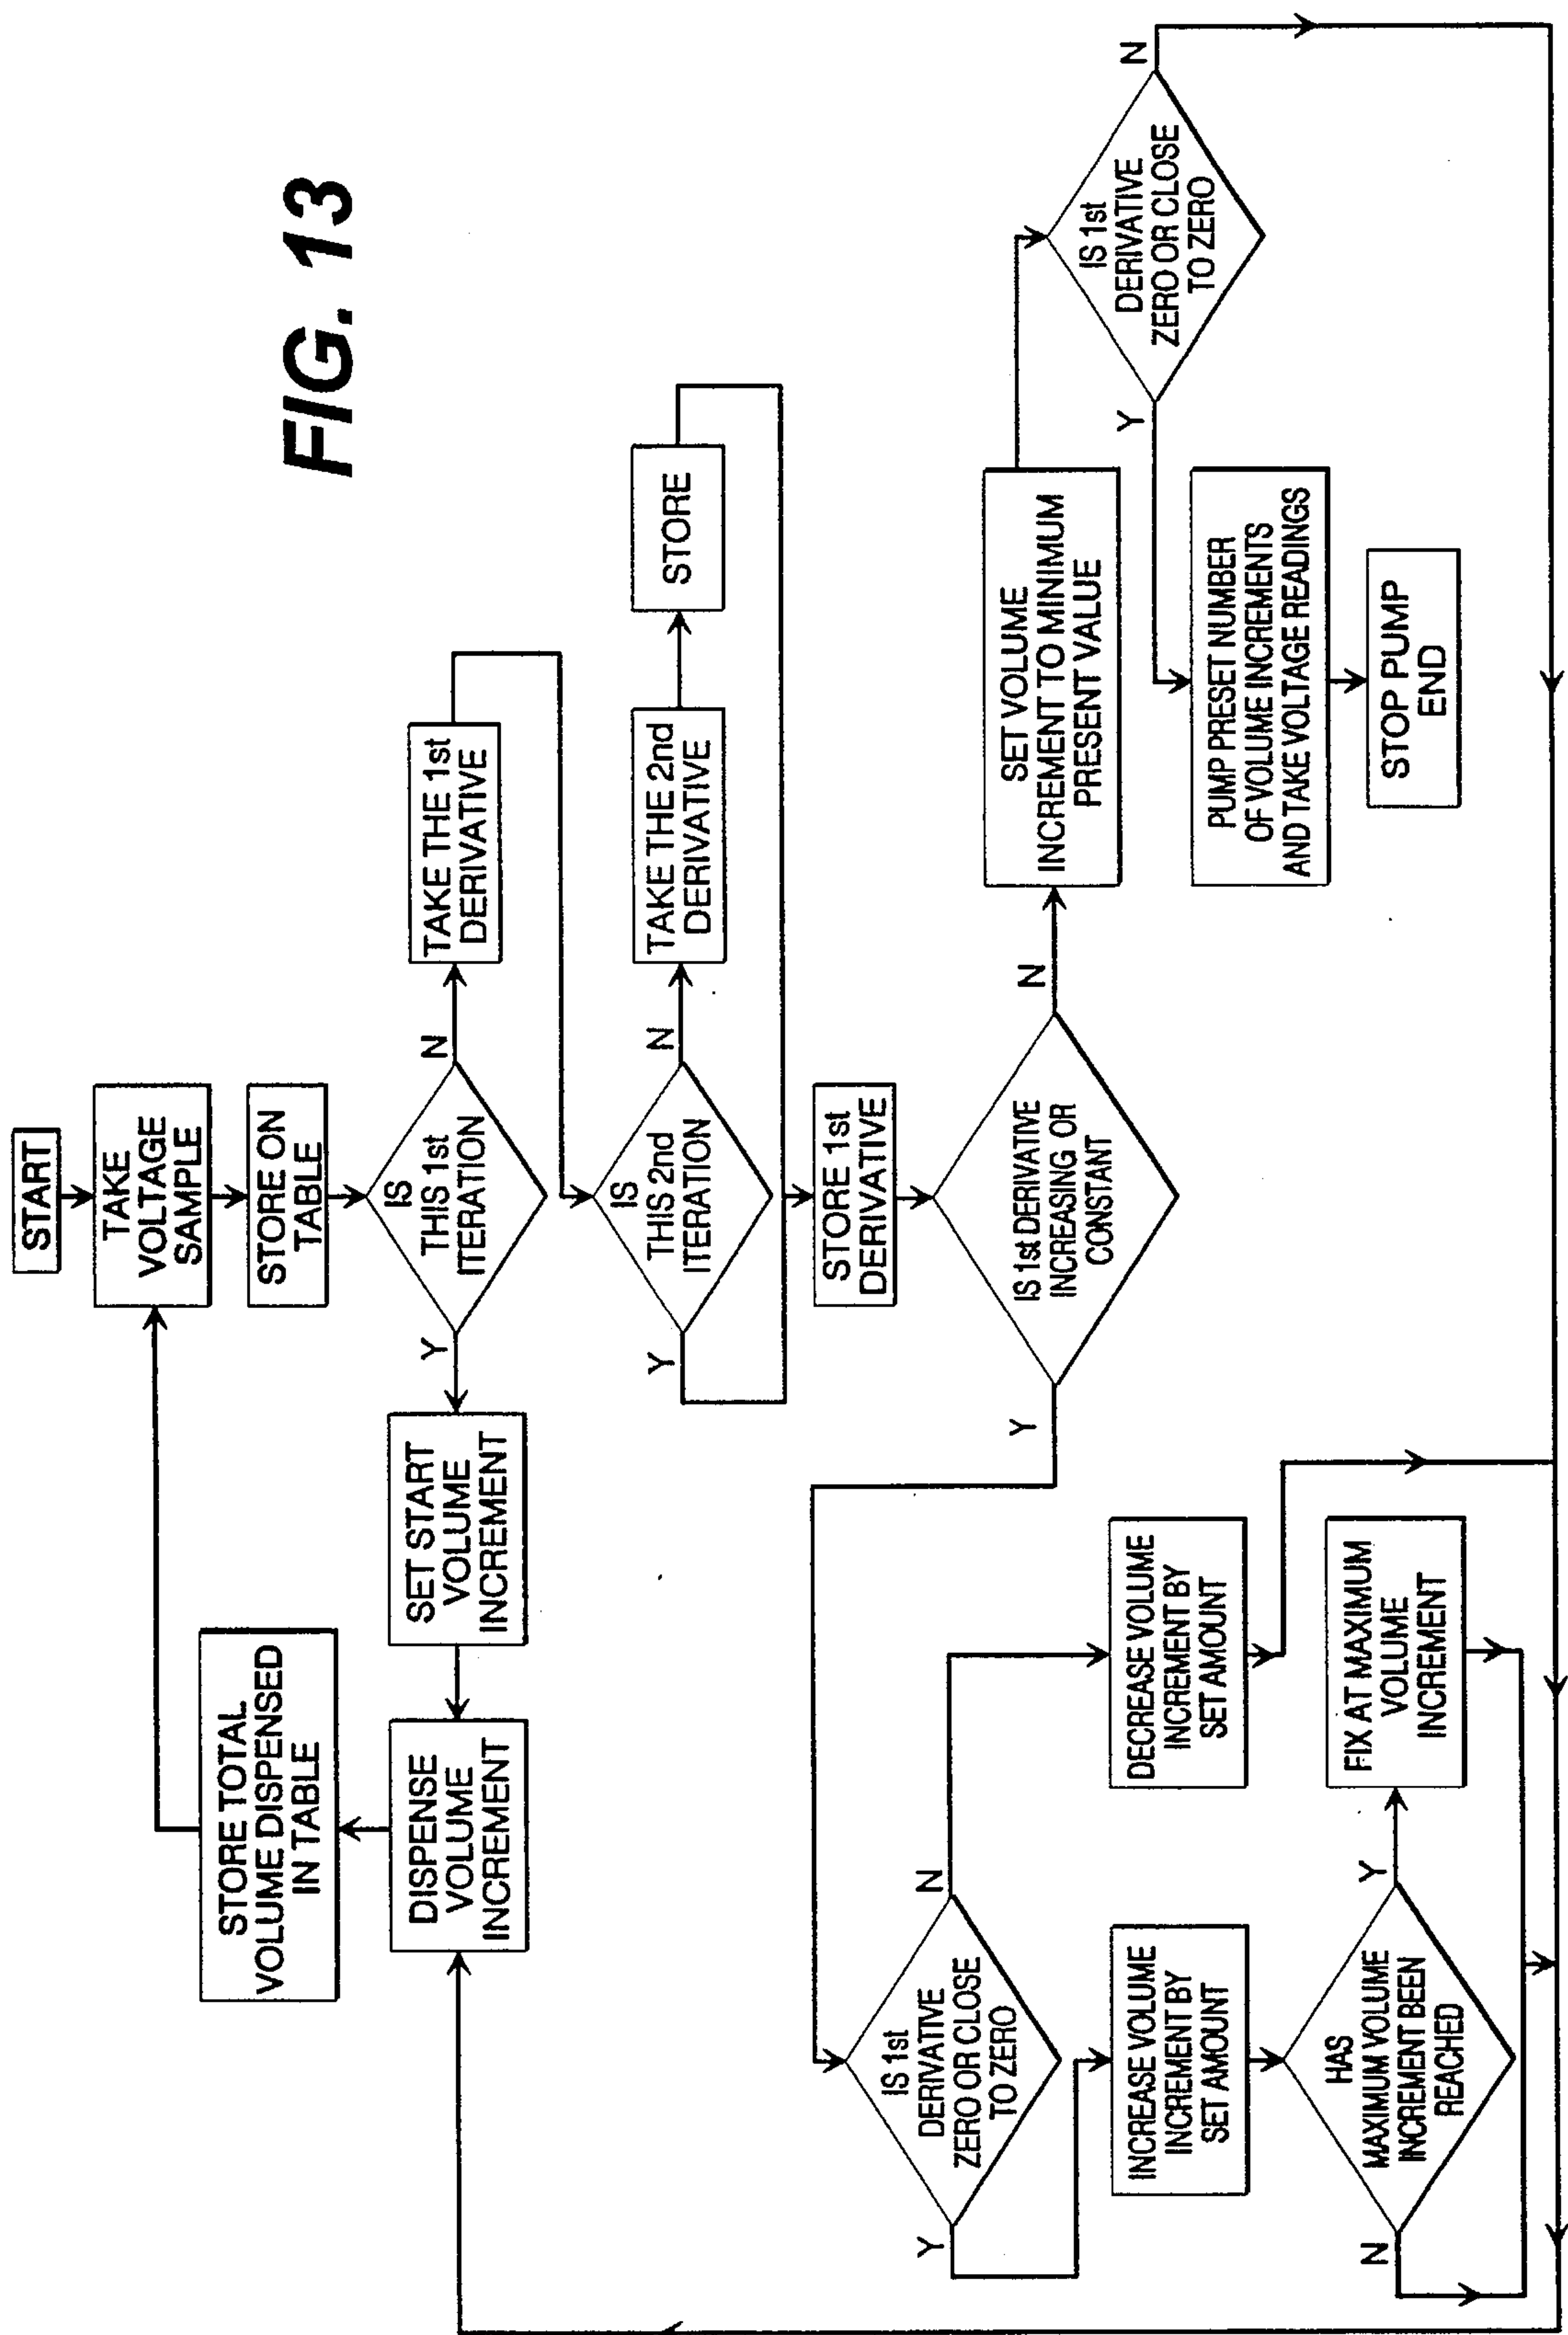 FIG. 13
START
TAKE
VOLTAGE
SAMPLE
STORE ON
TABLE
IS
THIS 1st
ITERATION
Y
N
SET START
VOLUME
INCREMENT
DISPENSE
VOLUME
INCREMENT
STORE TOTAL
VOLUME DISPENSED
IN TABLE
TAKE THE 1st
DERIVATIVE
IS
THIS 2nd
ITERATION
Y
N
TAKE THE 2nd
DERIVATIVE
STORE
STORE 1st
DERIVATIVE
IS 1st DERIVATIVE
INCREASING OR
CONSTANT
Y
N
IS 1st
DERIVATIVE
ZERO OR CLOSE
TO ZERO
Y
N
INCREASE VOLUME
INCREMENT BY
SET AMOUNT
DECREASE VOLUME
INCREMENT BY
SET AMOUNT
HAS
MAXIMUM VOLUME
INCREMENT BEEN
REACHED
N
Y
FIX AT MAXIMUM
VOLUME
INCREMENT
SET VOLUME
INCREMENT TO MINIMUM
PRESENT VALUE
IS 1st
DERIVATIVE
ZERO OR CLOSE
TO ZERO
Y
N
PUMP PRESET NUMBER
OF VOLUME INCREMENTS
AND TAKE VOLTAGE READINGS
STOP PUMP
END